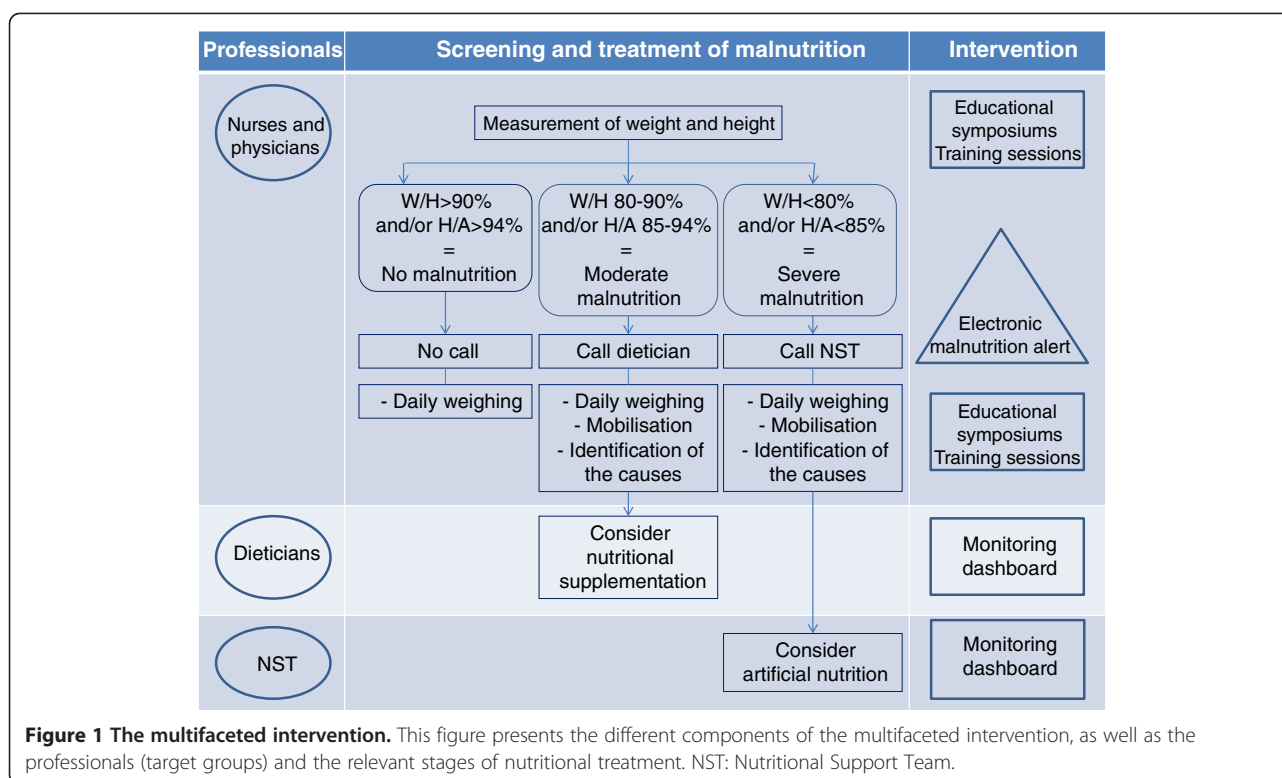 Professionals
Screening and treatment of malnutrition
Intervention
Nurses and
physicians
Measurement of weight and height
Educational
symposiums
Training sessions
W/H>90%
and/or H/A>94%
=
No malnutrition
W/H 80-90%
and/or H/A 85-94%
=
Moderate
malnutrition
W/H<80%
and/or H/A<85%
=
Severe
malnutrition
Electronic
malnutrition alert
No call
Call dietician
Call NST
- Daily weighing
- Daily weighing
- Mobilisation
- Identification of
the causes
- Daily weighing
- Mobilisation
- Identification of
the causes
Educational
symposiums
Training sessions
Dieticians
Consider
nutritional
supplementation
Monitoring
dashboard
NST
Consider
artificial nutrition
Monitoring
dashboard
Figure 1 The multifaceted intervention. This figure presents the different components of the multifaceted intervention, as well as the
professionals (target groups) and the relevant stages of nutritional treatment. NST: Nutritional Support Team.